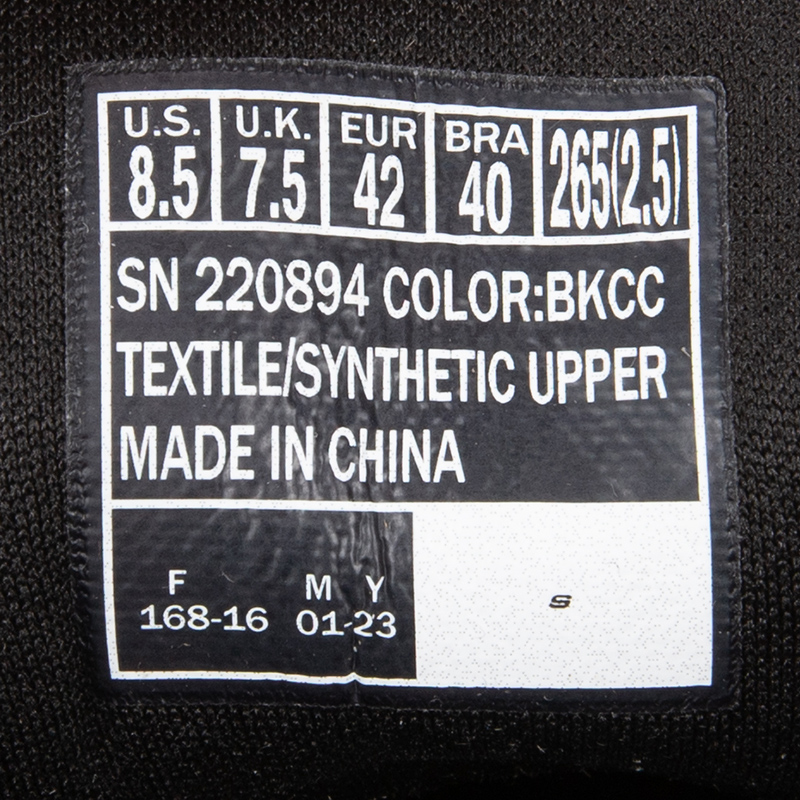 U.S. U.K. EUR BRA 265(2.5)
8.5 7.5 42 40
SN 220894 COLOR:BKCC
TEXTILE/SYNTHETIC UPPER
MADE IN CHINA
F M Y
168-16 01-23
S